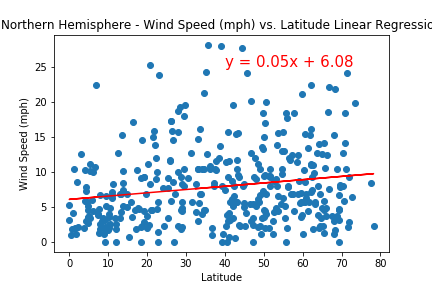 Northern Hemisphere - Wind Speed (mph) vs. Latitude Linear Regressio
y = 0.05x + 6.08
Wind Speed (mph)
25
20
15
10
5
0
0 10 20 30 40 50 60 70 80
Latitude